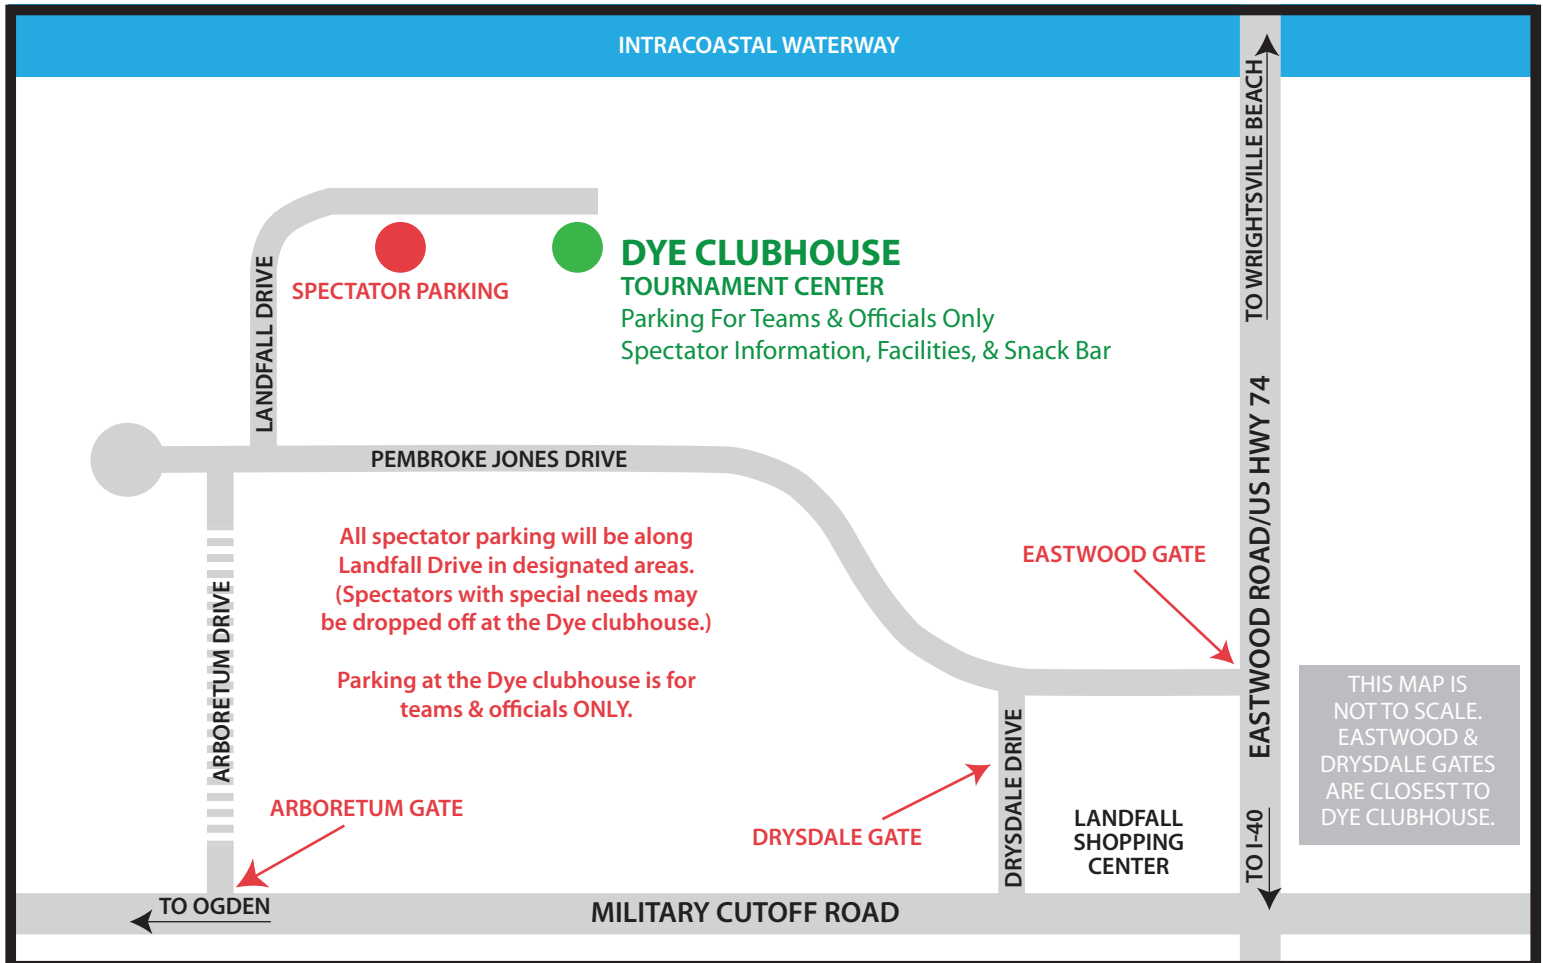 INTRACOASTAL WATERWAY
TO WRIGHTSVILLE BEACH
DYE CLUBHOUSE
TOURNAMENT CENTER
Parking For Teams & Officials Only
Spectator Information, Facilities, & Snack Bar
SPECTATOR PARKING
LANDFALL DRIVE
PEMBROKE JONES DRIVE
EASTWOOD ROAD/US HWY 74
All spectator parking will be along
Landfall Drive in designated areas.
(Spectators with special needs may
be dropped off at the Dye clubhouse.)
Parking at the Dye clubhouse is for
teams & officials ONLY.
EASTWOOD GATE
ARBORETUM DRIVE
ARBORETUM GATE
DRYSDALE GATE
DRYSDALE DRIVE
LANDFALL
SHOPPING
CENTER
TO I-40
THIS MAP IS
NOT TO SCALE.
EASTWOOD &
DRYSDALE GATES
ARE CLOSEST TO
DYE CLUBHOUSE.
TO OGDEN
MILITARY CUTOFF ROAD